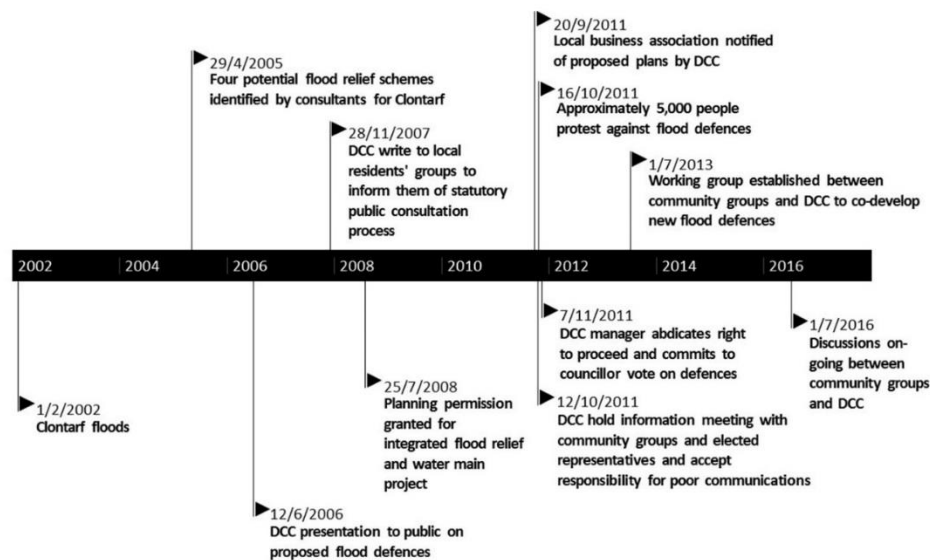 20/9/2011
Local business association notified
of proposed plans by DCC
29/4/2005
Four potential flood relief schemes
identified by consultants for Clontarf
16/10/2011
Approximately 5,000 people
protest against flood defences
28/11/2007
DCC write to local
residents' groups to
inform them of statutory
public consultation
process
1/7/2013
Working group established between
community groups and DCC to co-develop
new flood defences
2002 2004 2006 2008 2010 2012 2014 2016
7/11/2011
DCC manager abdicates right
to proceed and commits to
councillor vote on defences
1/7/2016
Discussions on-
going between
community groups
and DCC
25/7/2008
Planning permission
granted for
integrated flood relief
and water main
project
12/10/2011
DCC hold information meeting with
community groups and elected
representatives and accept
responsibility for poor communications
1/2/2002
Clontarf floods
12/6/2006
DCC presentation to public on
proposed flood defences